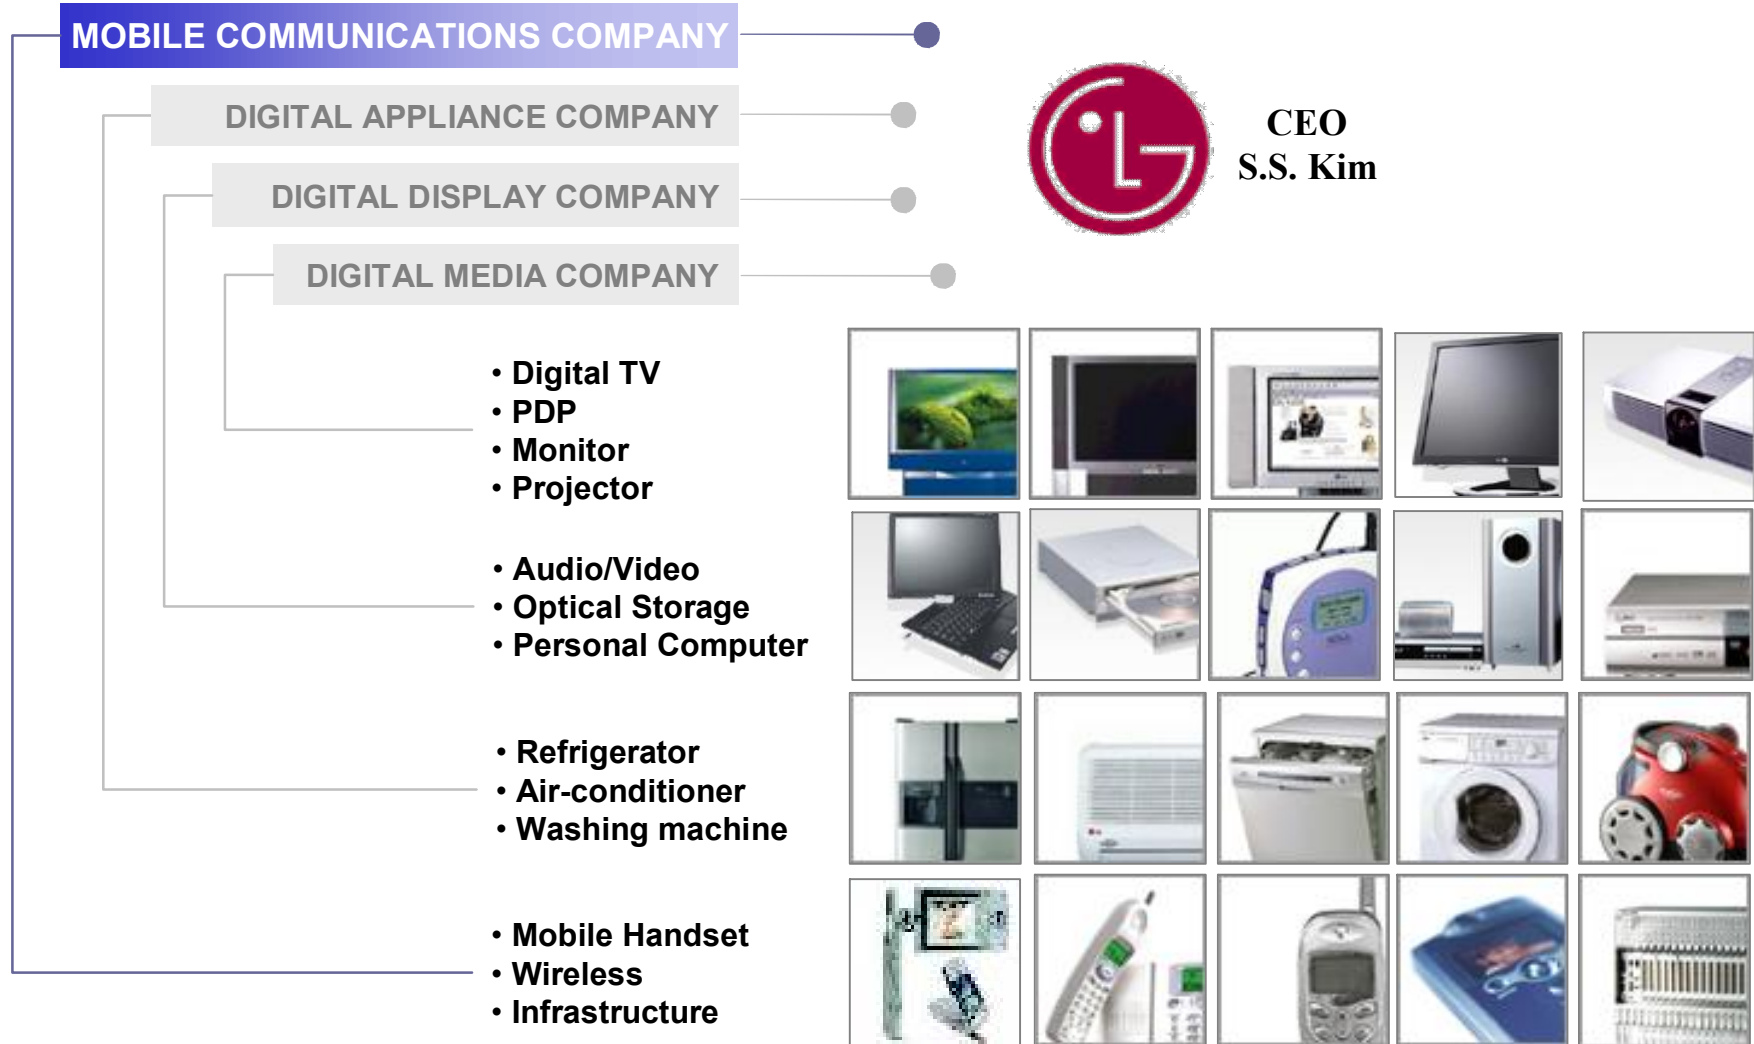 MOBILE COMMUNICATIONS COMPANY
DIGITAL APPLIANCE COMPANY
DIGITAL DISPLAY COMPANY
DIGITAL MEDIA COMPANY
CEO
S.S. Kim
• Digital TV
• PDP
• Monitor
• Projector
• Audio/Video
• Optical Storage
• Personal Computer
• Refrigerator
• Air-conditioner
• Washing machine
• Mobile Handset
• Wireless
• Infrastructure